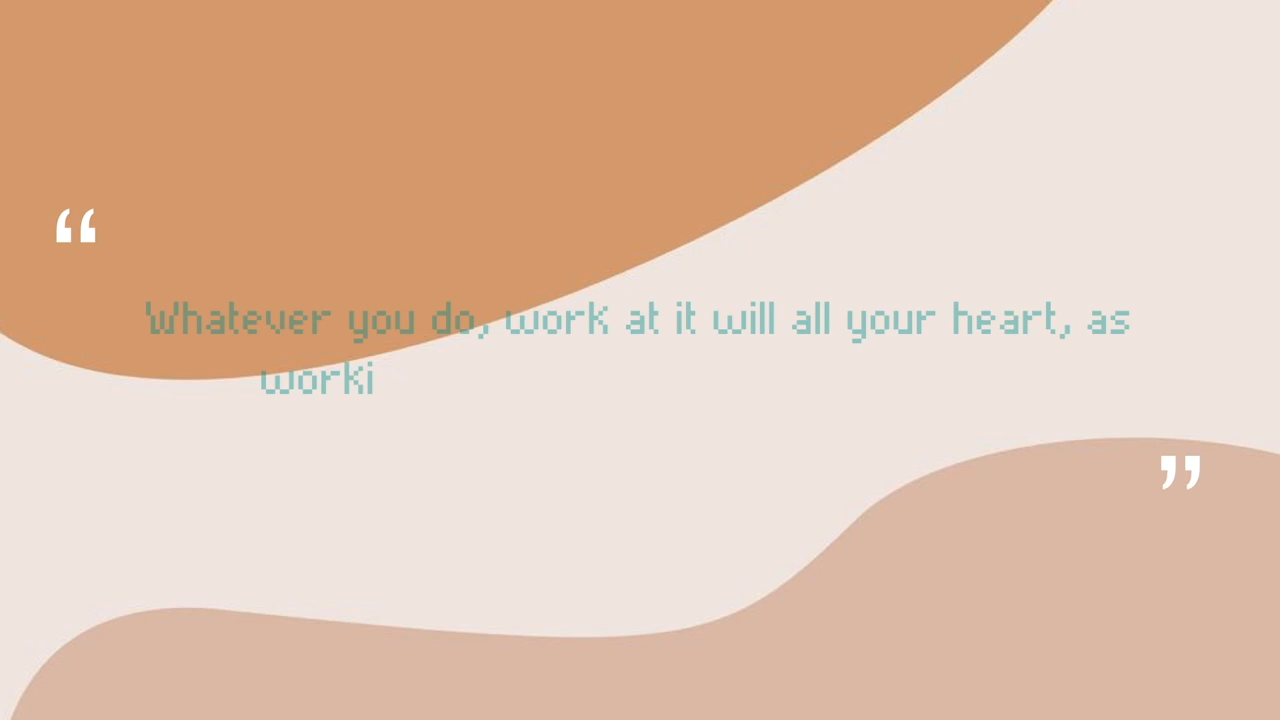 “
Whatever you do, work at it will all your heart, as
worki
”